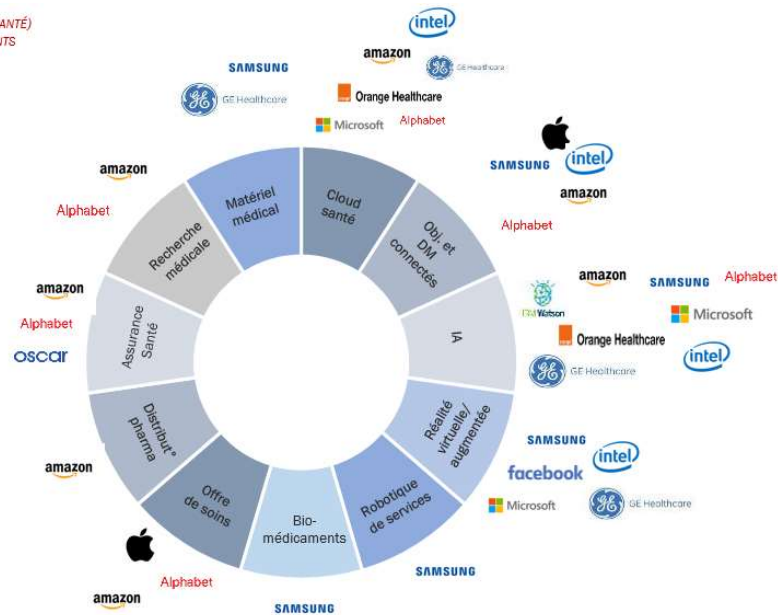 ANTÉ)
NTS
intel
amazon
GE Healthcare
SAMSUNG
GE Healthcare
Orange Healthcare
Microsoft
Alphabet
SAMSUNG
intel
amazon
Alphabet
amazon
Alphabet
Matériel
médical
Cloud
santé
Obj. et
DM
connectés
Recherche
médicale
amazon
Alphabet
oscar
Assurance
Santé
IA
IBM Watson
amazon
SAMSUNG
Alphabet
Microsoft
Orange Healthcare
GE Healthcare
intel
Réalité
virtuelle/
augmentée
SAMSUNG
intel
facebook
Microsoft
GE Healthcare
Distribut°
pharma
amazon
Offre
de soins
Bio-
médicaments
Robotique
de services
SAMSUNG
Alphabet
amazon
SAMSUNG